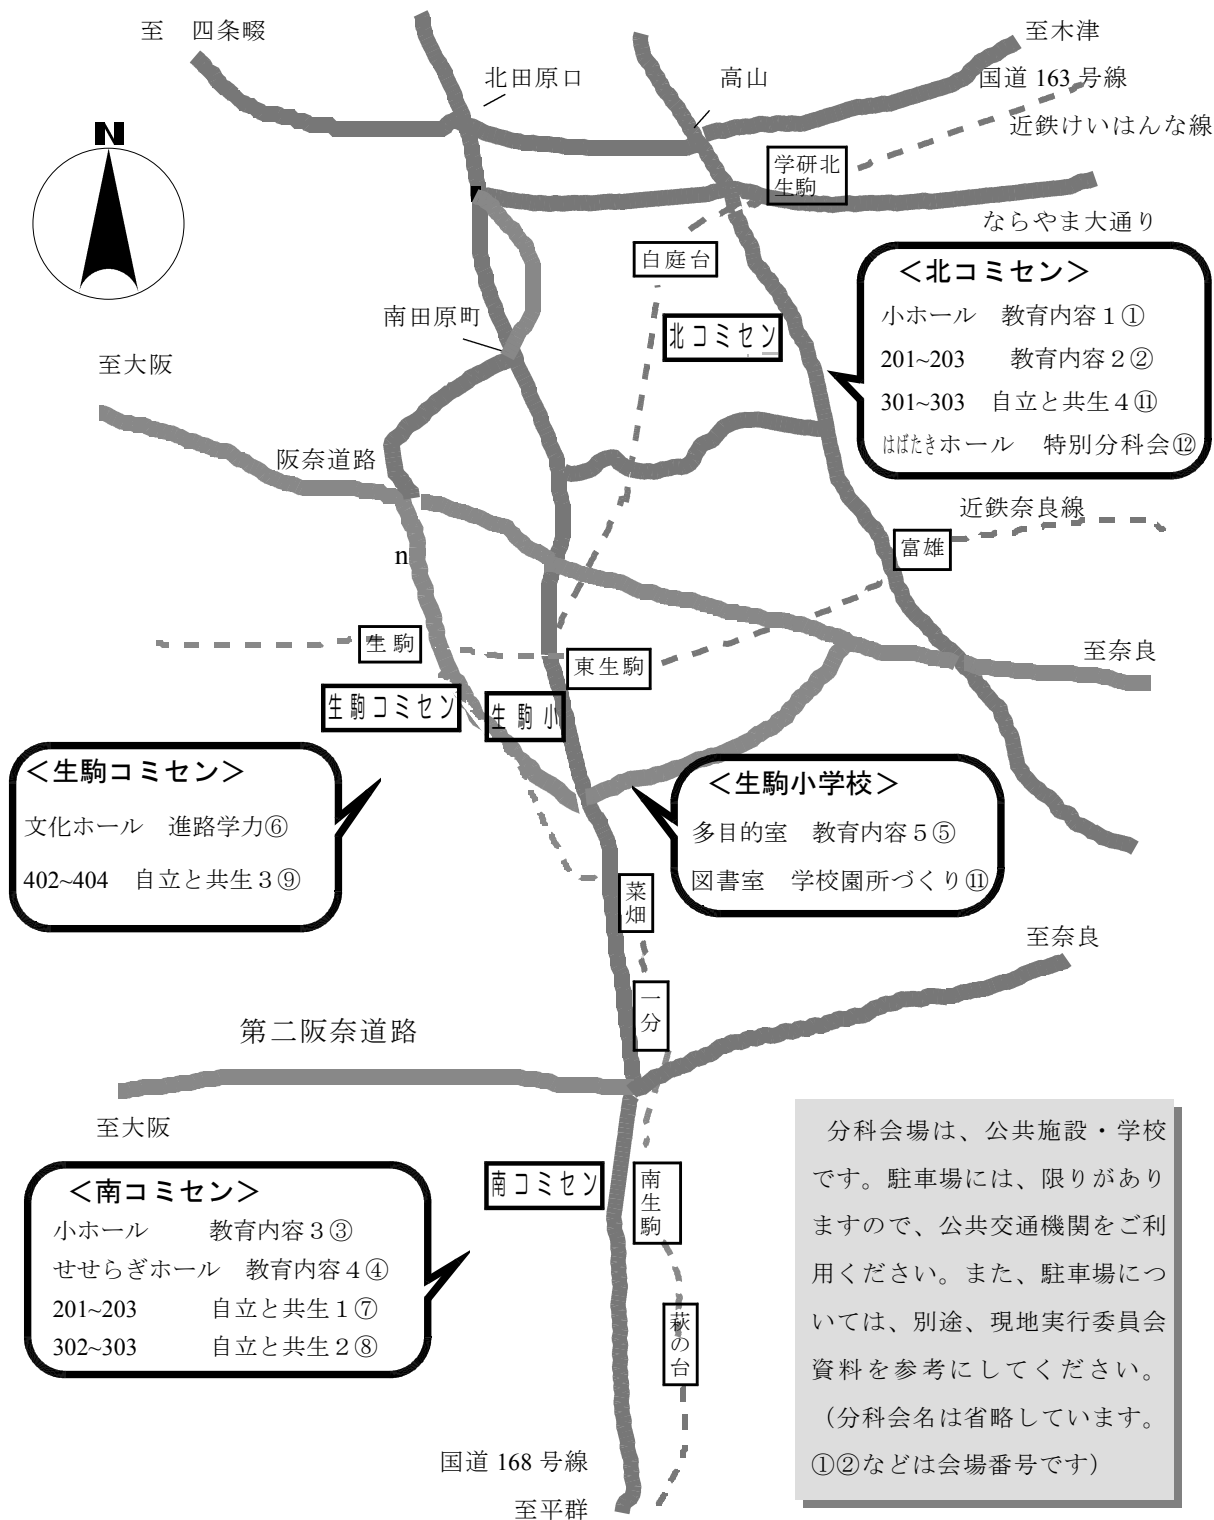 至　四条畷
至木津
北田原口
高山
国道 163 号線
近鉄けいはんな線
N
学研北
生駒
ならやま大通り
白庭台
＜北コミセン＞
小ホール　教育内容１①
201~203　　教育内容２②
301~303　自立と共生４⑪
はばたきホール　特別分科会⑫
南田原町
北コミセン
至大阪
阪奈道路
近鉄奈良線
富雄
n
生駒
東生駒
至奈良
生駒コミセン
生駒小
＜生駒コミセン＞
文化ホール　進路学力⑥
402~404　自立と共生３⑨
＜生駒小学校＞
多目的室　教育内容５⑤
図書室　学校園所づくり⑪
菜畑
至奈良
一分
第二阪奈道路
至大阪
南コミセン
南生駒
＜南コミセン＞
小ホール　　　教育内容３③
せせらぎホール　教育内容４④
201~203　　　自立と共生１⑦
302~303　　　自立と共生２⑧
萩の台
分科会場は、公共施設・学校
です。駐車場には、限りがあり
ますので、公共交通機関をご利
用ください。また、駐車場につ
いては、別途、現地実行委員会
資料を参考にしてください。
（分科会名は省略しています。
①②などは会場番号です）
国道 168 号線
至平群